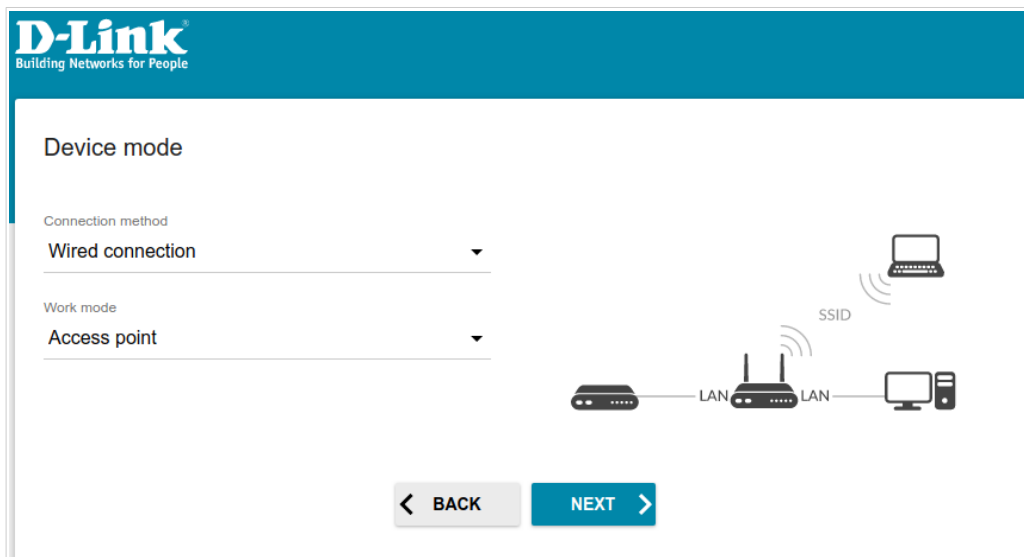 D-Link®
Building Networks for People
Device mode
Connection method
Wired connection
Work mode
Access point
SSID
LAN
LAN
BACK
NEXT